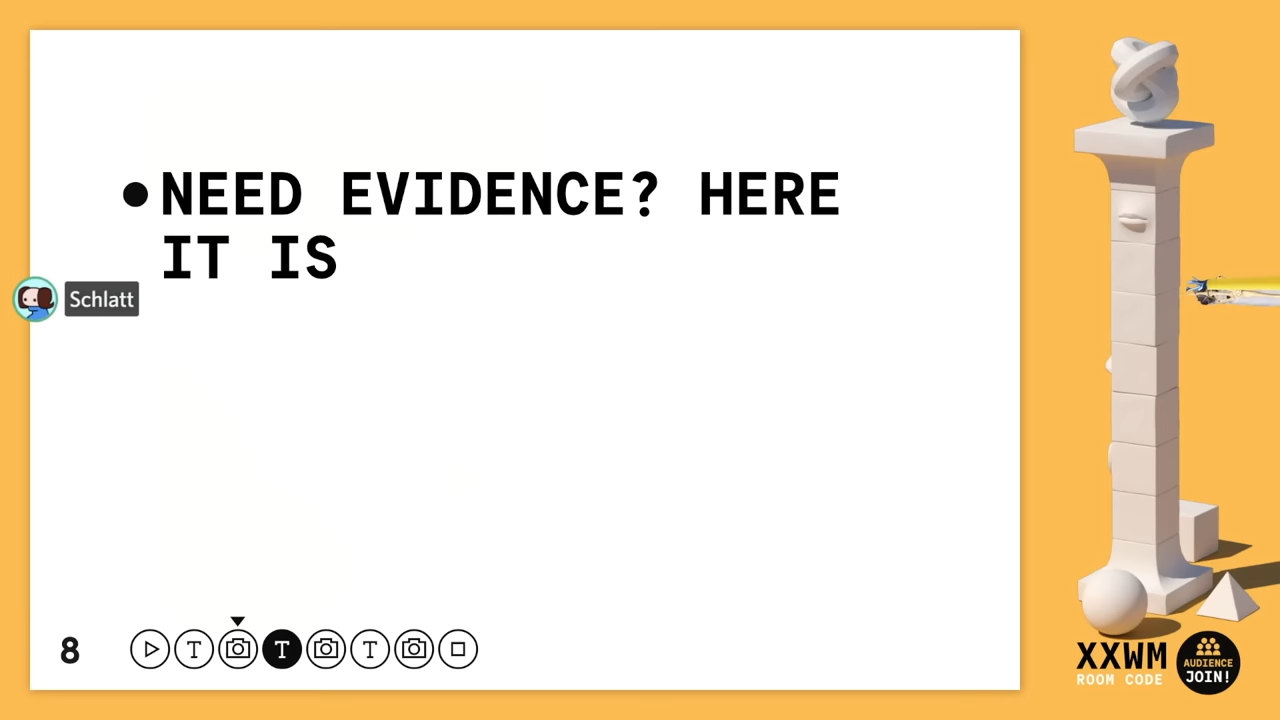 NEED EVIDENCE? HERE
IT IS
Schlatt
8
T
T
T
XXWM
ROOM CODE
AUDIENCE
JOIN!